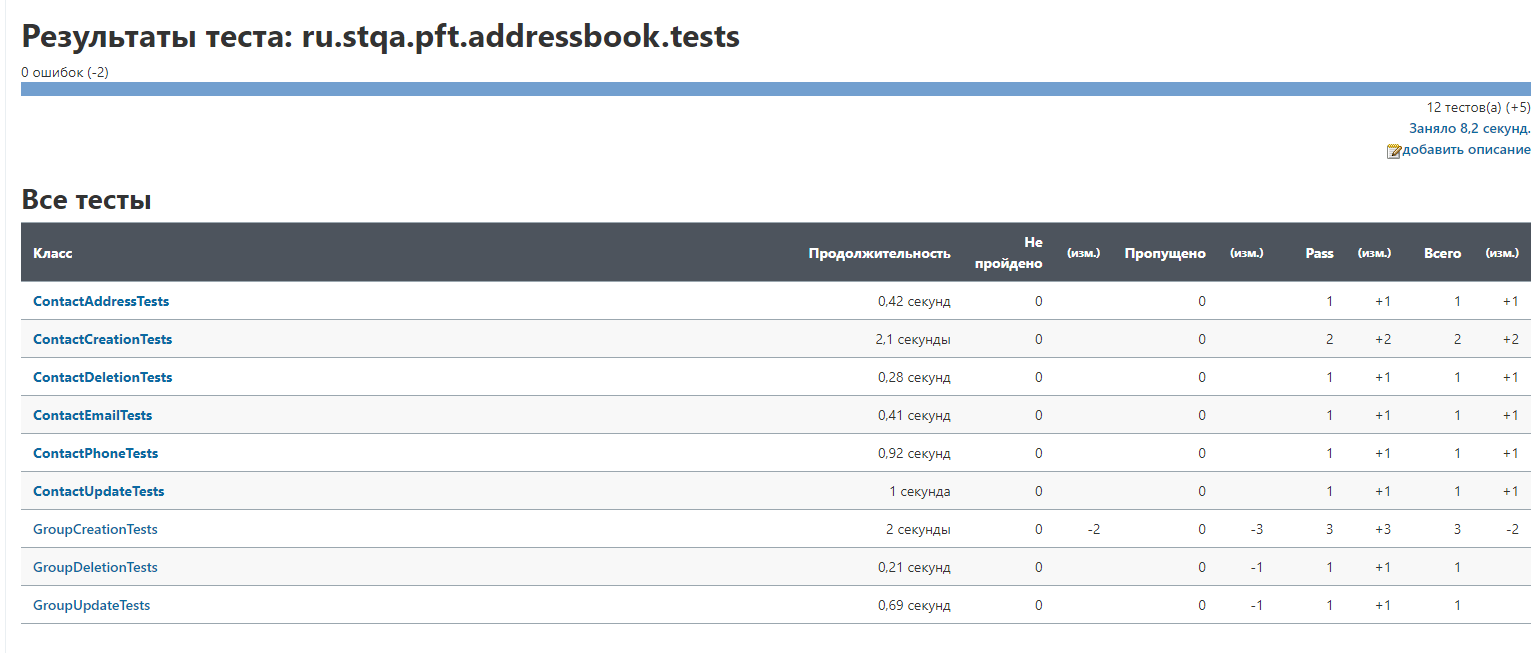 Результаты теста: ru.stqa.pft.addressbook.tests
0 ошибок (-2)
12 тестов(а) (+5)
Заняло 8,2 секунд.
добавить описание
Все тесты
Класс Продолжительность Не пройдено (изм.) Пропущено (изм.) Pass (изм.) Всего (изм.)
ContactAddressTests 0,42 секунд 0 0 1 +1 1 +1
ContactCreationTests 2,1 секунды 0 0 2 +2 2 +2
ContactDeletionTests 0,28 секунд 0 0 1 +1 1 +1
ContactEmailTests 0,41 секунд 0 0 1 +1 1 +1
ContactPhoneTests 0,92 секунд 0 0 1 +1 1 +1
ContactUpdateTests 1 секунда 0 0 1 +1 1 +1
GroupCreationTests 2 секунды 0 -2 0 -3 3 +3 3 -2
GroupDeletionTests 0,21 секунд 0 0 -1 1 +1 1
GroupUpdateTests 0,69 секунд 0 0 -1 1 +1 1